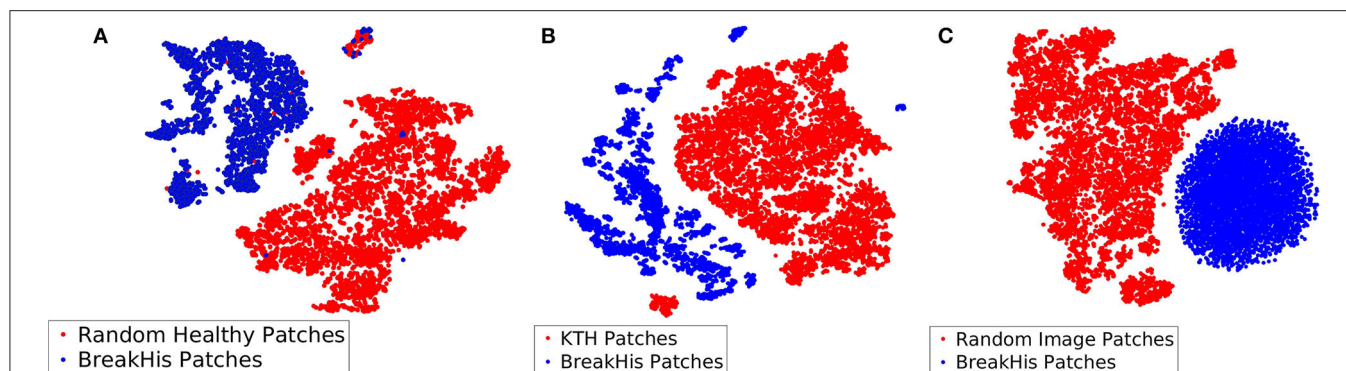 A
B
C
Random Healthy Patches
BreakHis Patches
KTH Patches
BreakHis Patches
Random Image Patches
BreakHis Patches